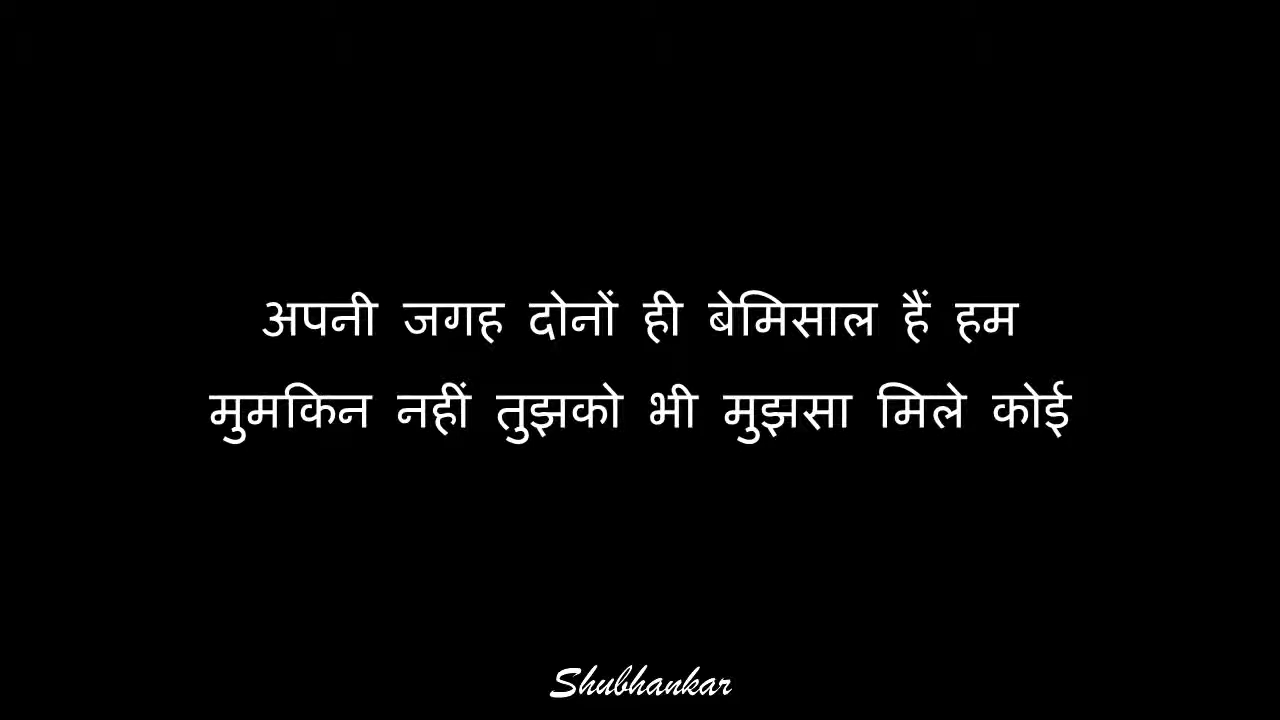 अपनी जगह दोनों ही बेमिसाल हैं हम
मुमकिन नहीं तुझको भी मुझसा मिले कोई
Shubhankar